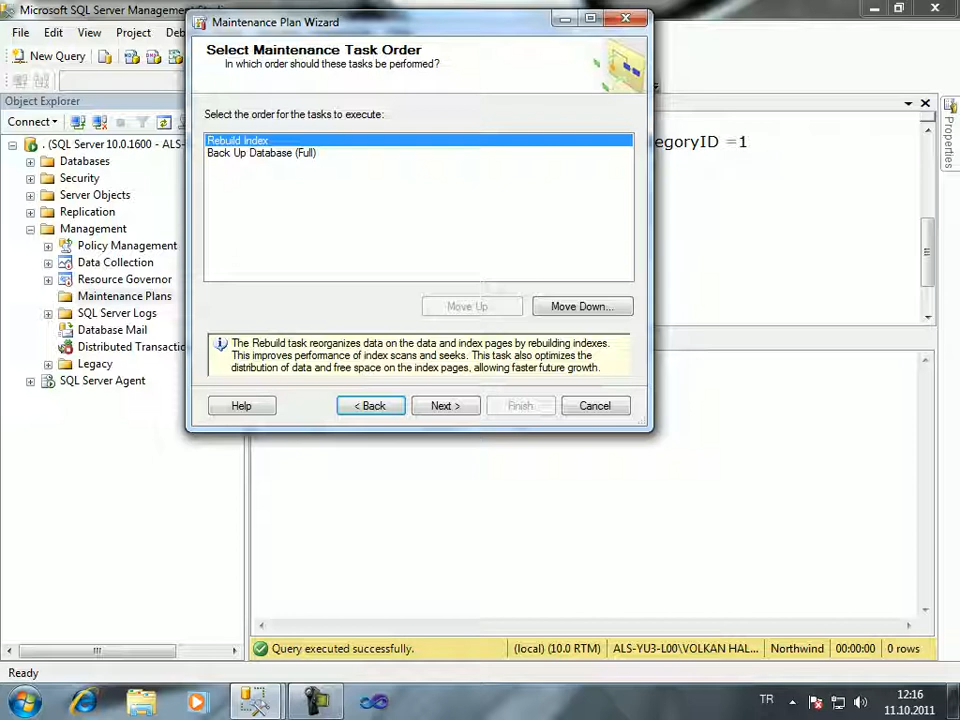 Microsoft SQL Server Management Stud
Maintenance Plan Wizard
File Edit View Project Deb
Select Maintenance Task Order
In which order should these tasks be performed?
New Query
Object Explorer
Select the order for the tasks to execute:
Connect
Rebuild Index
Back Up Database (Full)
egoryID =1
Properties
. (SQL Server 10.0.1600 - ALS-
Databases
Security
Server Objects
Replication
Management
Policy Management
Data Collection
Resource Governor
Maintenance Plans
SQL Server Logs
Database Mail
Distributed Transactio
Legacy
SQL Server Agent
Move Up
Move Down...
The Rebuild task reorganizes data on the data and index pages by rebuilding indexes.
This improves performance of index scans and seeks. This task also optimizes the
distribution of data and free space on the index pages, allowing faster future growth.
Help
< Back
Next >
Finish
Cancel
Query executed successfully.
(local) (10.0 RTM)
ALS-YU3-L00\VOLKAN HAL...
Northwind
00:00:00
0 rows
Ready
TR
12:16
11.10.2011